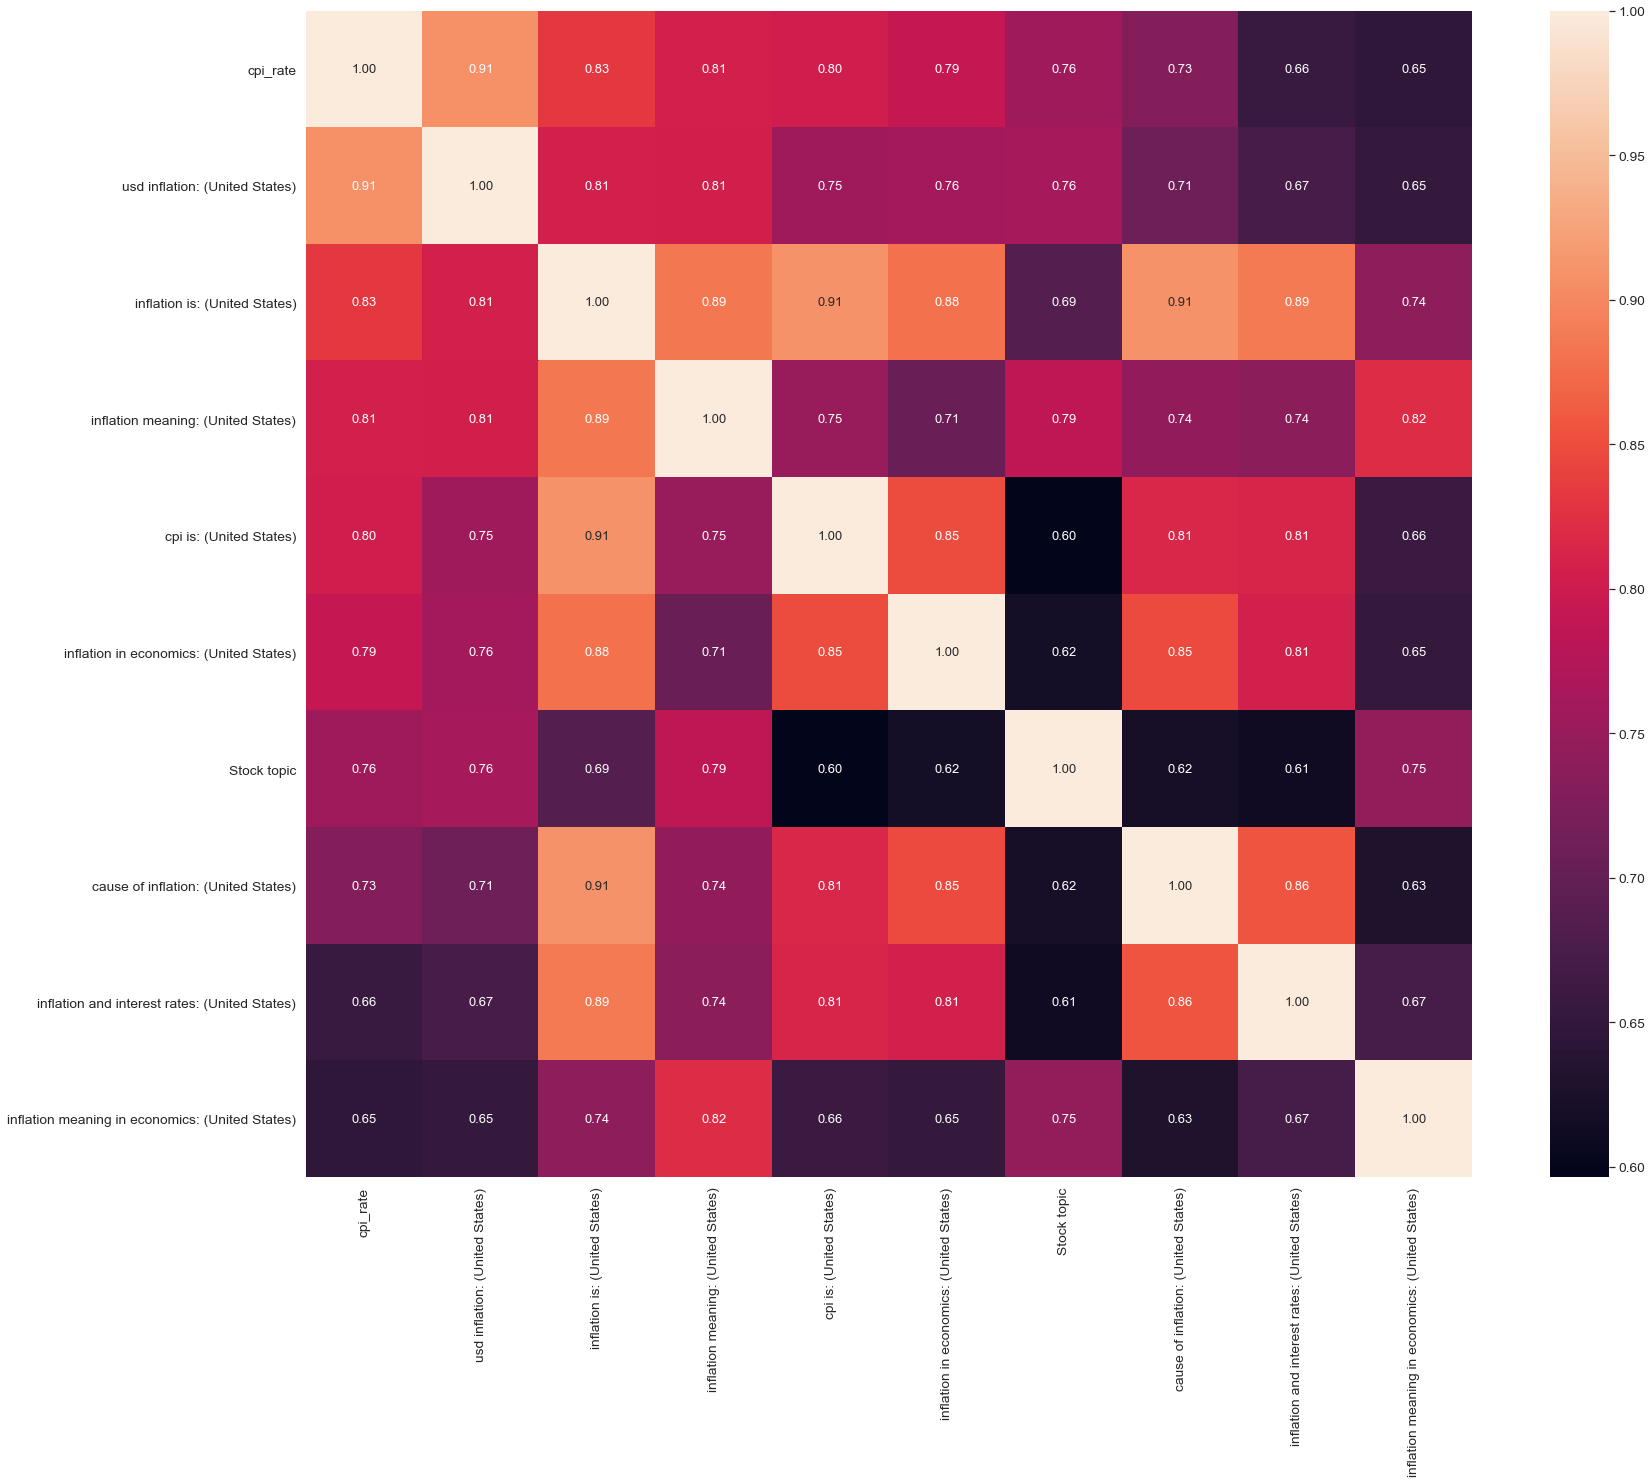 cpi_rate 1.00 0.91 0.83 0.81 0.80 0.79 0.76 0.73 0.66 0.65
usd inflation: (United States) 0.91 1.00 0.81 0.81 0.75 0.76 0.76 0.71 0.67 0.65
inflation is: (United States) 0.83 0.81 1.00 0.89 0.91 0.88 0.69 0.91 0.89 0.74
inflation meaning: (United States) 0.81 0.81 0.89 1.00 0.75 0.71 0.79 0.74 0.74 0.82
cpi is: (United States) 0.80 0.75 0.91 0.75 1.00 0.85 0.60 0.81 0.81 0.66
inflation in economics: (United States) 0.79 0.76 0.88 0.71 0.85 1.00 0.62 0.85 0.81 0.65
Stock topic 0.76 0.76 0.69 0.79 0.60 0.62 1.00 0.62 0.61 0.75
cause of inflation: (United States) 0.73 0.71 0.91 0.74 0.81 0.85 0.62 1.00 0.86 0.63
inflation and interest rates: (United States) 0.66 0.67 0.89 0.74 0.81 0.81 0.61 0.86 1.00 0.67
inflation meaning in economics: (United States) 0.65 0.65 0.74 0.82 0.66 0.65 0.75 0.63 0.67 1.00
cpi_rate
usd inflation: (United States)
inflation is: (United States)
inflation meaning: (United States)
cpi is: (United States)
inflation in economics: (United States)
Stock topic
cause of inflation: (United States)
inflation and interest rates: (United States)
inflation meaning in economics: (United States)
1.00
0.95
0.90
0.85
0.80
0.75
0.70
0.65
0.60